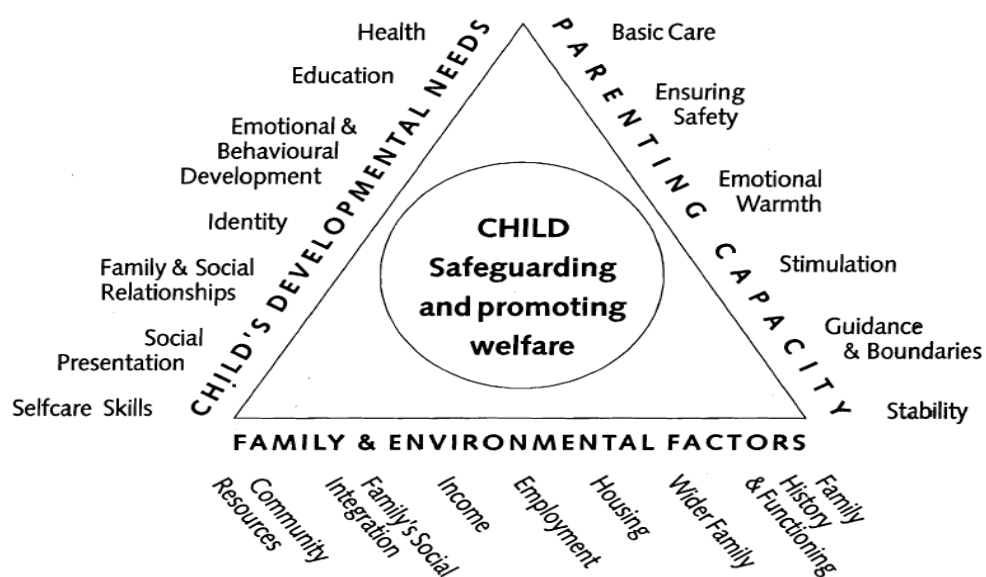 Health
Education
Emotional &
Behavioural
Development
Identity
Family & Social
Relationships
Social
Presentation
Selfcare Skills
CHILD'S DEVELOPMENTAL NEEDS
PARENTING CAPACITY
Basic Care
Ensuring
Safety
Emotional
Warmth
Stimulation
Guidance
& Boundaries
Stability
CHILD
Safeguarding
and promoting
welfare
FAMILY & ENVIRONMENTAL FACTORS
Community
Resources
Family's Social
Integration
Income
Employment
Housing
Wider Family
Family
History
& Functioning